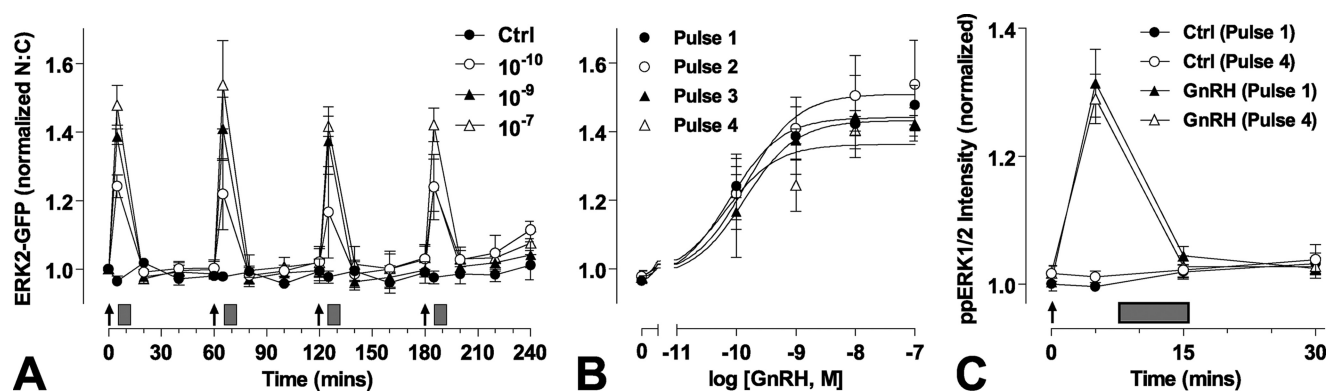 ERK2-GFP (normalized N:C)
1.6
1.4
1.2
1.0
Ctrl
10-10
10-9
10-7
0 30 60 90 120 150 180 210 240
Time (mins)
A
1.6
1.4
1.2
1.0
Pulse 1
Pulse 2
Pulse 3
Pulse 4
0 -11 -10 -9 -8 -7
log [GnRH, M]
B
ppERK1/2 Intensity (normalized)
1.4
1.2
1.0
Ctrl (Pulse 1)
Ctrl (Pulse 4)
GnRH (Pulse 1)
GnRH (Pulse 4)
0 15 30
Time (mins)
C